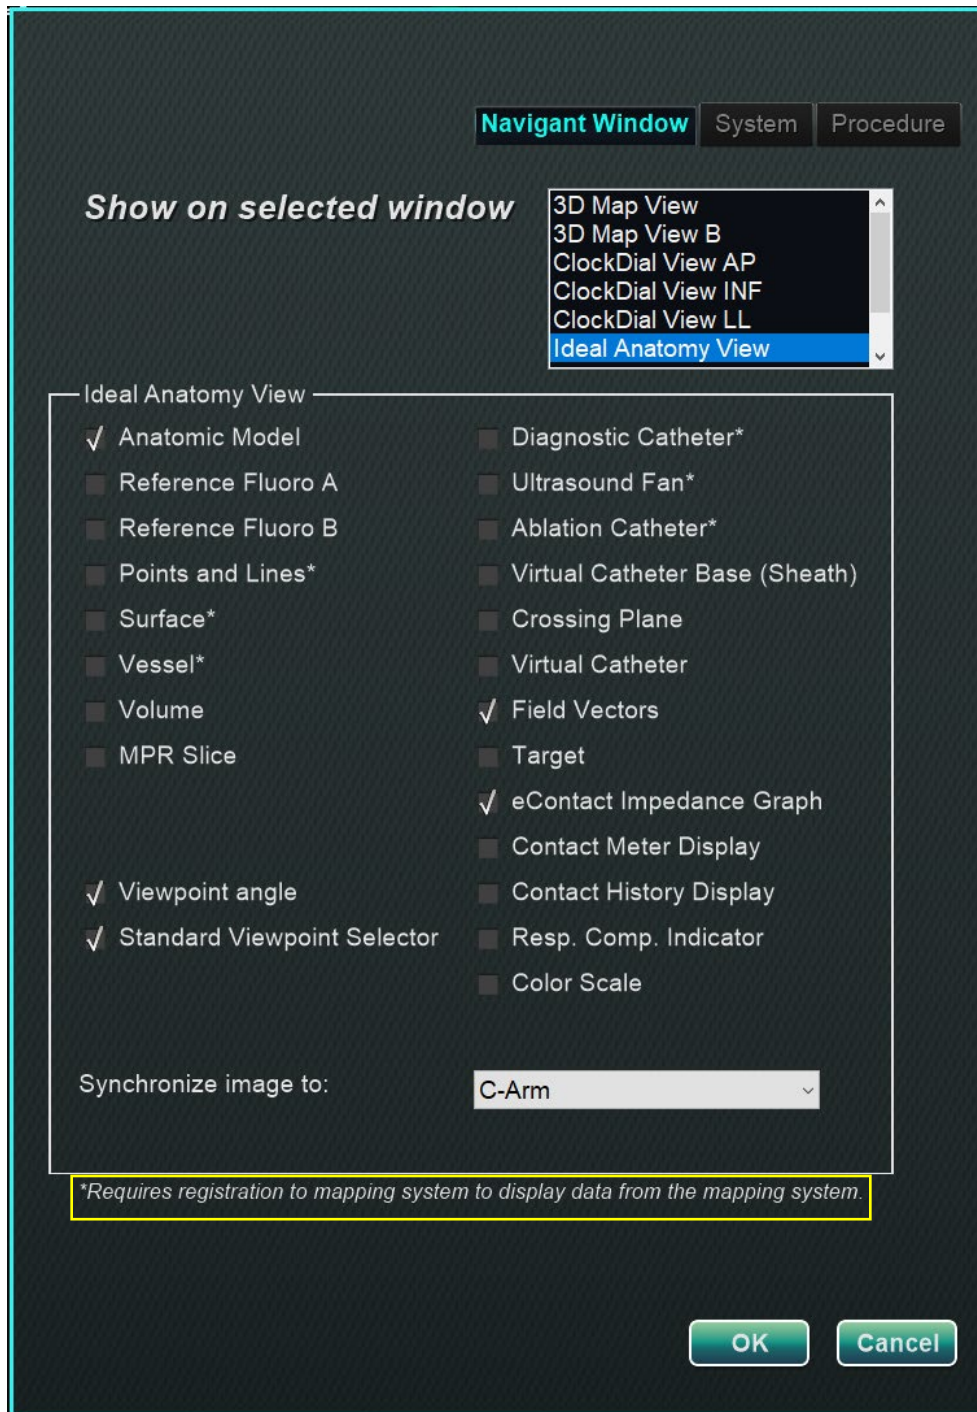 Navigant Window System Procedure
Show on selected window
3D Map View
3D Map View B
ClockDial View AP
ClockDial View INF
ClockDial View LL
Ideal Anatomy View
Ideal Anatomy View
Anatomic Model
Reference Fluoro A
Reference Fluoro B
Points and Lines*
Surface*
Vessel*
Volume
MPR Slice
Viewpoint angle
Standard Viewpoint Selector
Diagnostic Catheter*
Ultrasound Fan*
Ablation Catheter*
Virtual Catheter Base (Sheath)
Crossing Plane
Virtual Catheter
Field Vectors
Target
eContact Impedance Graph
Contact Meter Display
Contact History Display
Resp. Comp. Indicator
Color Scale
Synchronize image to: C-Arm
*Requires registration to mapping system to display data from the mapping system.
OK Cancel